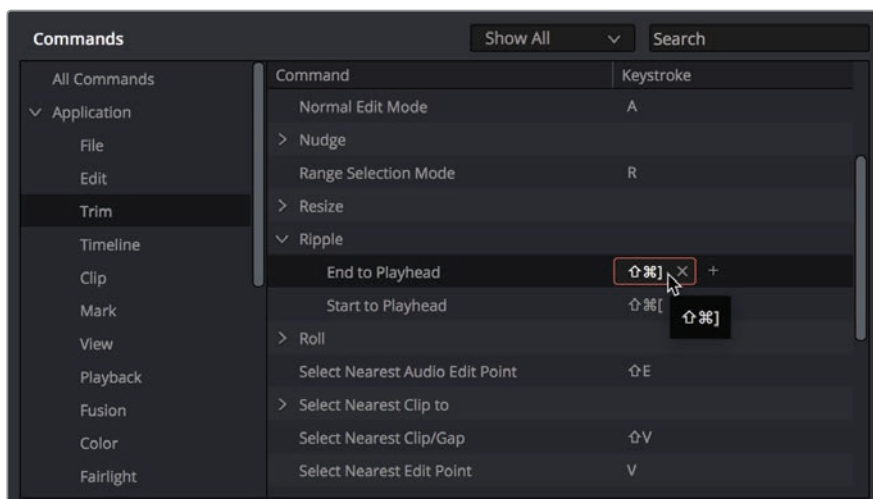 Commands
Show All
Search
All Commands
Application
File
Edit
Trim
Timeline
Clip
Mark
View
Playback
Fusion
Color
Fairlight
Command Keystroke
Normal Edit Mode A
Nudge
Range Selection Mode R
Resize
Ripple
End to Playhead ⇧⌘] × +
Start to Playhead ⇧⌘[
⇧⌘]
Roll
Select Nearest Audio Edit Point ⇧E
Select Nearest Clip to
Select Nearest Clip/Gap ⇧V
Select Nearest Edit Point V